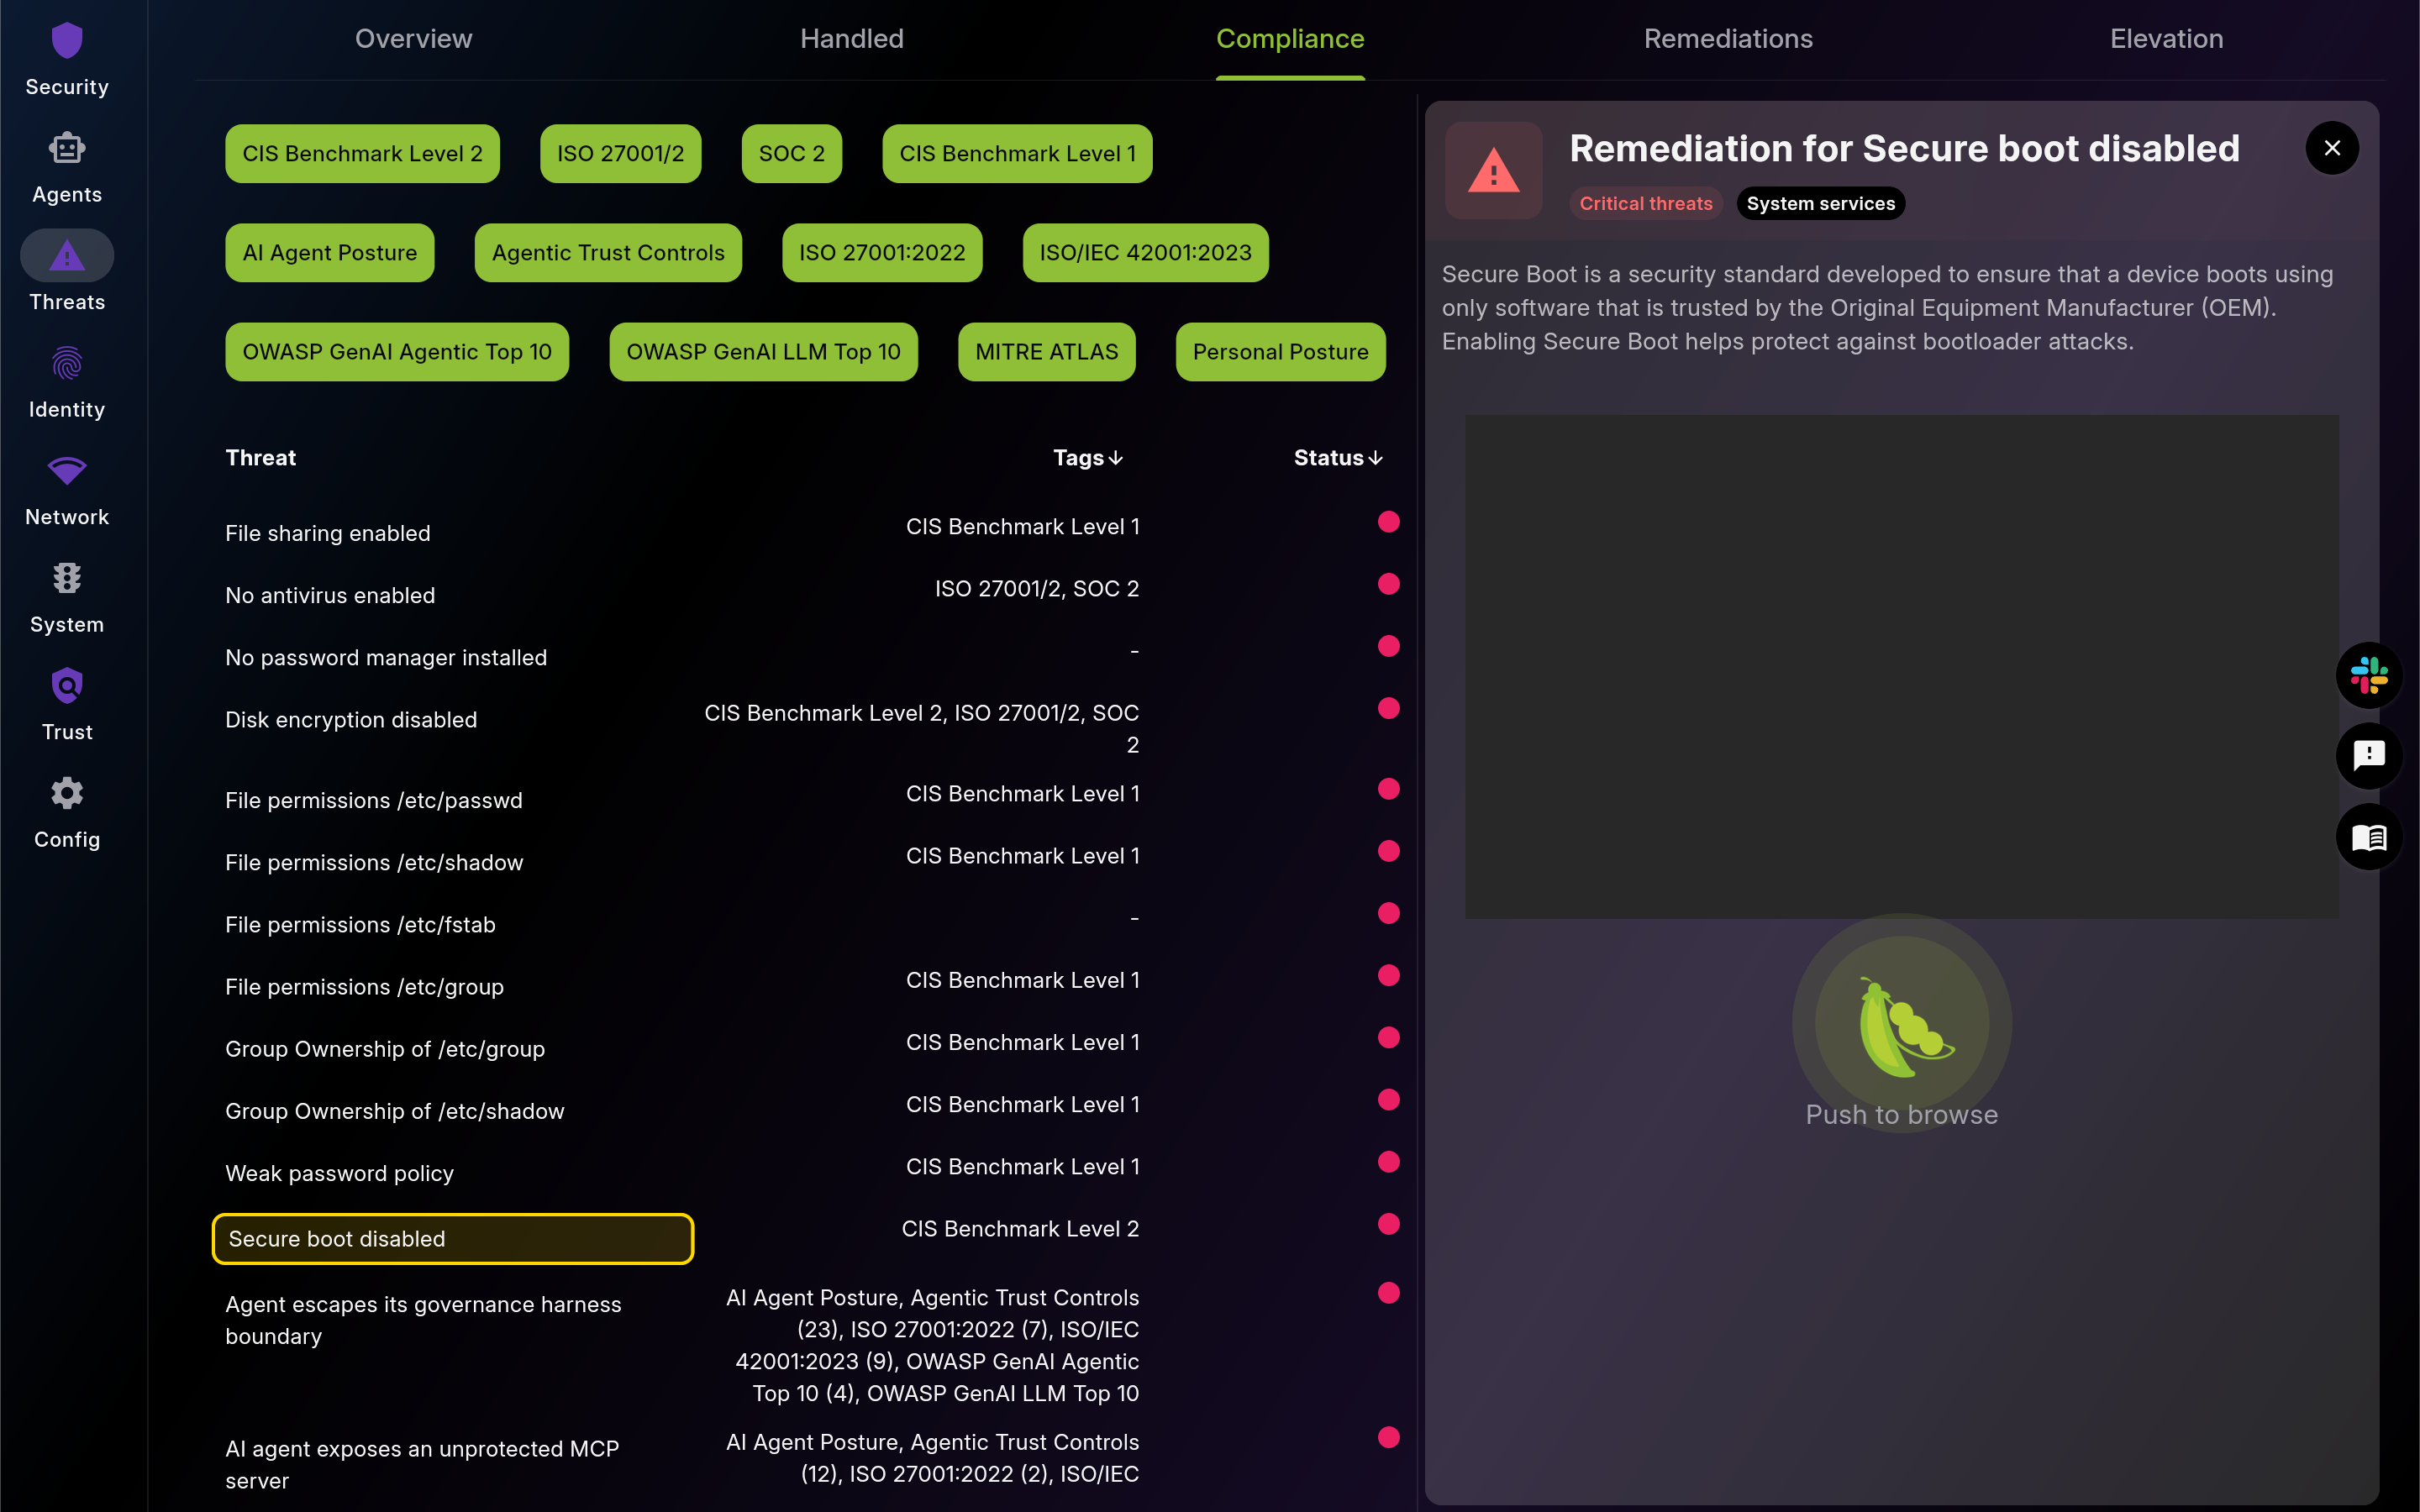 Security
Agents
Threats
Identity
Network
System
Trust
Config
Overview
Handled
Compliance
Remediations
Elevation
CIS Benchmark Level 2
ISO 27001/2
SOC 2
CIS Benchmark Level 1
AI Agent Posture
Agentic Trust Controls
ISO 27001:2022
ISO/IEC 42001:2023
OWASP GenAI Agentic Top 10
OWASP GenAI LLM Top 10
MITRE ATLAS
Personal Posture
Threat
Tags
Status
File sharing enabled
CIS Benchmark Level 1
No antivirus enabled
ISO 27001/2, SOC 2
No password manager installed
-
Disk encryption disabled
CIS Benchmark Level 2, ISO 27001/2, SOC
2
File permissions /etc/passwd
CIS Benchmark Level 1
File permissions /etc/shadow
CIS Benchmark Level 1
File permissions /etc/fstab
-
File permissions /etc/group
CIS Benchmark Level 1
Group Ownership of /etc/group
CIS Benchmark Level 1
Group Ownership of /etc/shadow
CIS Benchmark Level 1
Weak password policy
CIS Benchmark Level 1
Secure boot disabled
CIS Benchmark Level 2
Agent escapes its governance harness
boundary
AI Agent Posture, Agentic Trust Controls
(23), ISO 27001:2022 (7), ISO/IEC
42001:2023 (9), OWASP GenAI Agentic
Top 10 (4), OWASP GenAI LLM Top 10
AI agent exposes an unprotected MCP
server
AI Agent Posture, Agentic Trust Controls
(12), ISO 27001:2022 (2), ISO/IEC
Remediation for Secure boot disabled
Critical threats
System services
Secure Boot is a security standard developed to ensure that a device boots using
only software that is trusted by the Original Equipment Manufacturer (OEM).
Enabling Secure Boot helps protect against bootloader attacks.
Push to browse